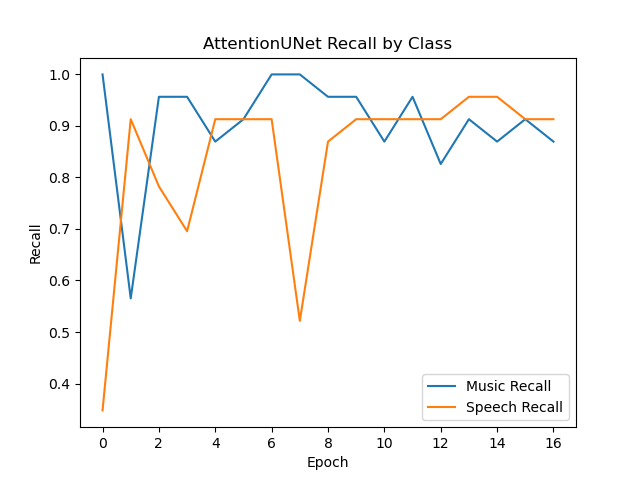 AttentionUNet Recall by Class
1.0
0.9
0.8
0.7
0.6
0.5
0.4
Recall
0 2 4 6 8 10 12 14 16
Epoch
Music Recall
Speech Recall